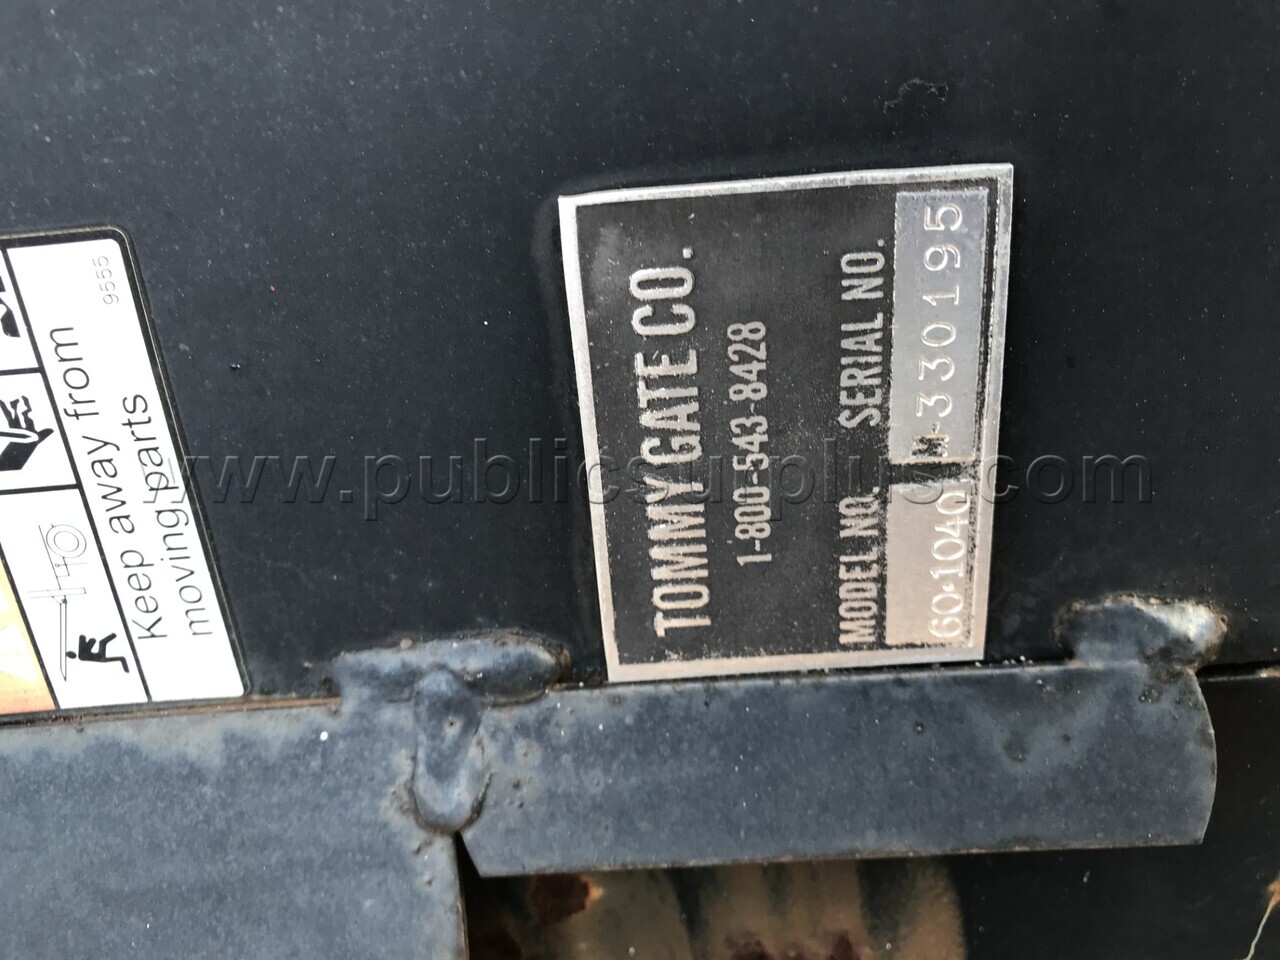 9555
Keep away from
moving parts
TOMMY GATE CO.
1-800-543-8428
MODEL NO. SERIAL NO.
60-1040 -330195
www.publicsurplus.com